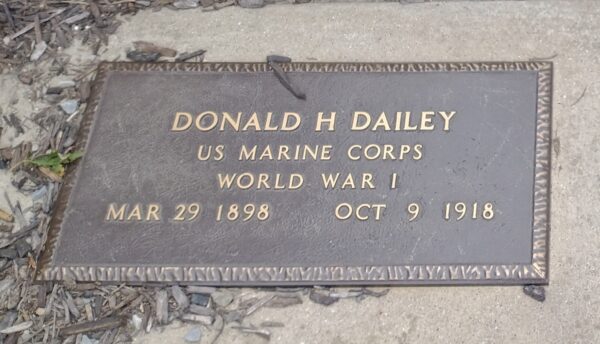 DONALD H DAILEY
US MARINE CORPS
WORLD WAR I
MAR 29 1898 OCT 9 1918